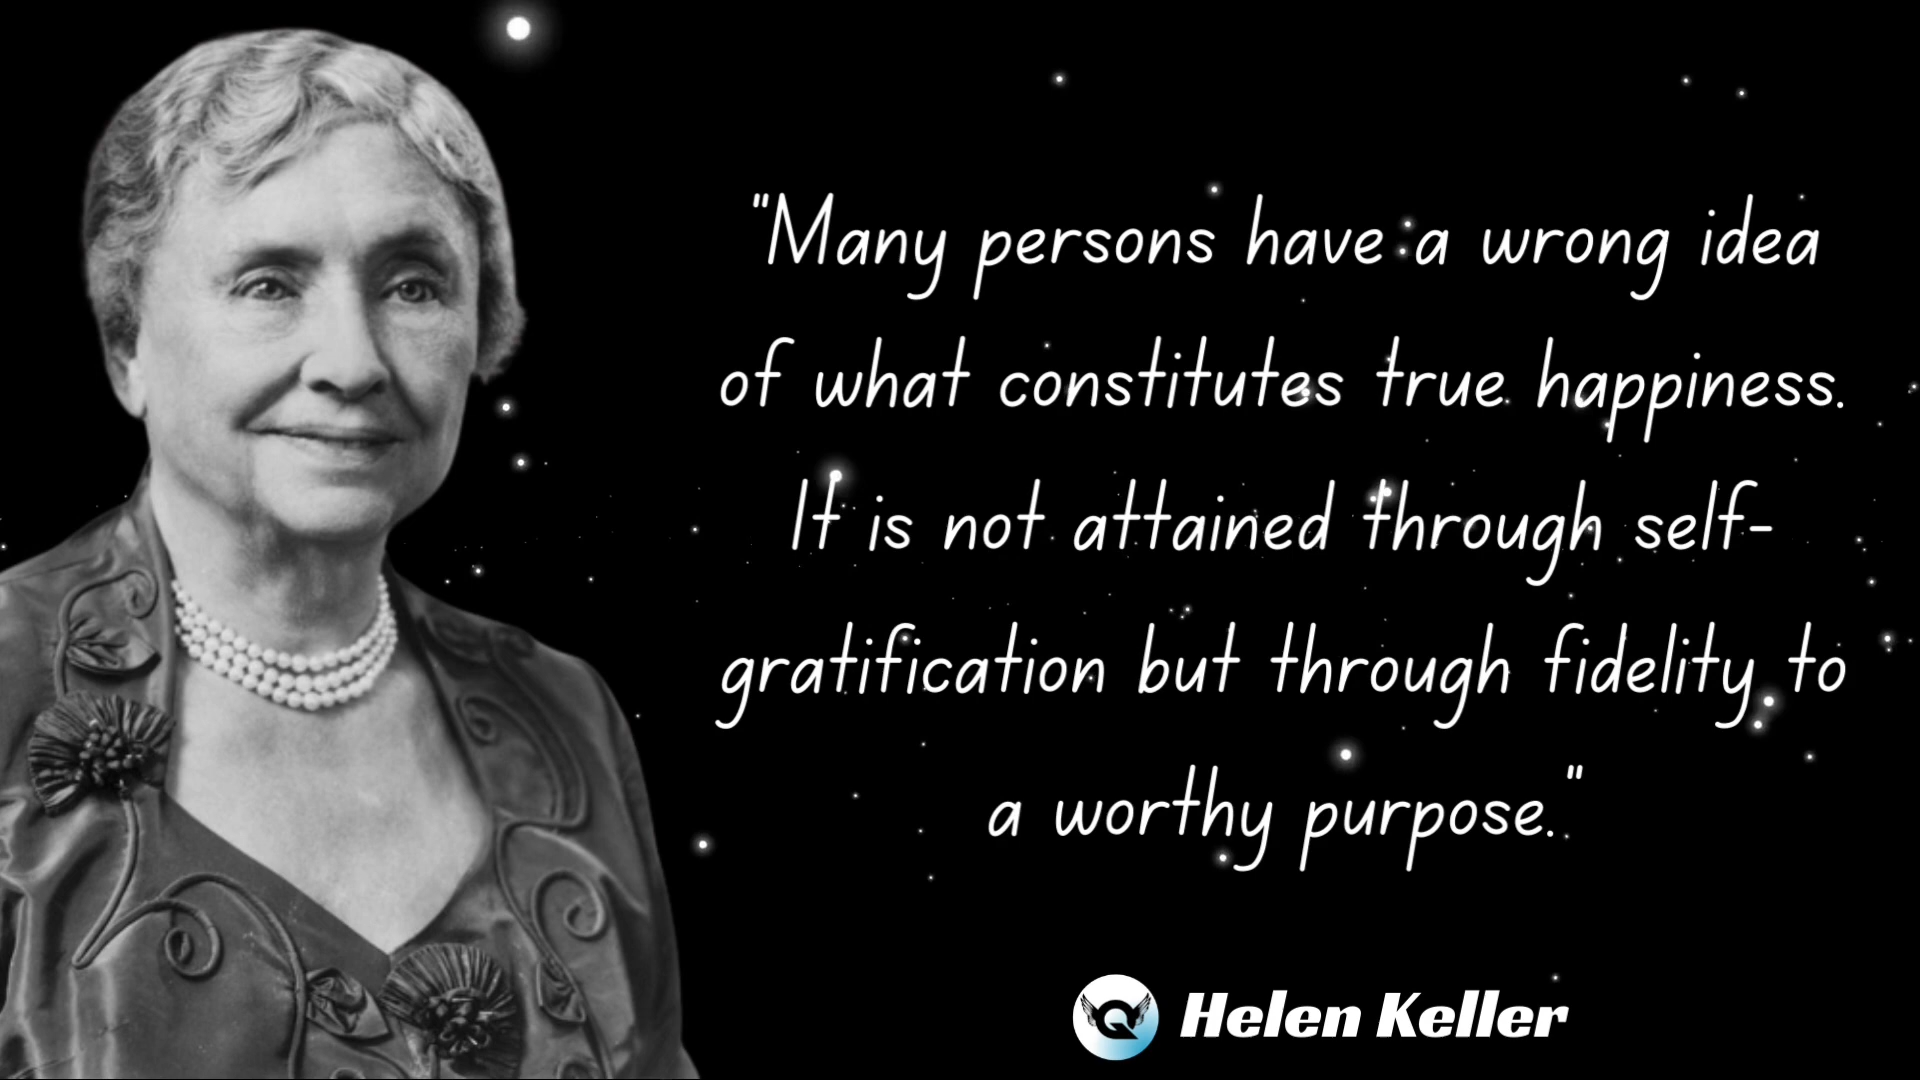 "Many persons have a wrong idea
of what constitutes true happiness.
It is not attained through self-
gratification but through fidelity to
a worthy purpose."
Q Helen Keller